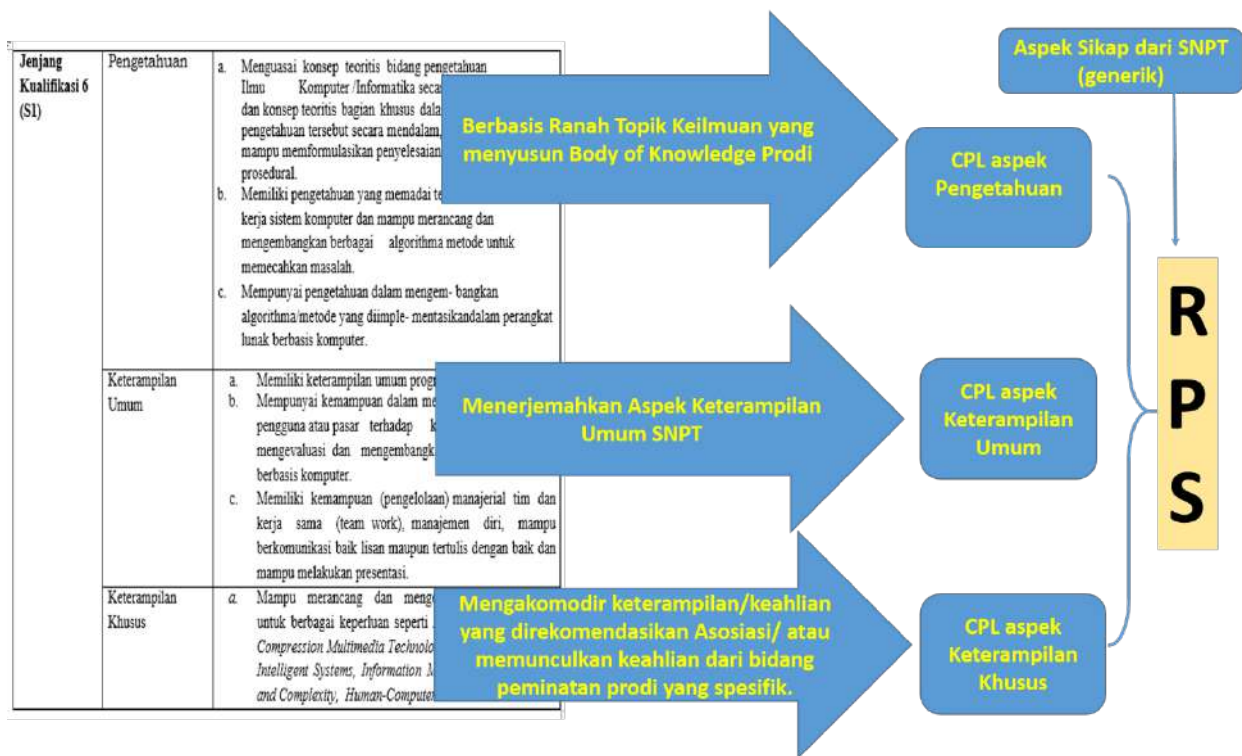 Jenjang
Kualifikasi 6
(S1)
Pengetahuan
a. Menguasai konsep teoritis bidang pengetahuan
Ilmu Komputer /Informatika seca
dan konsep teoritis bagian khusus dala
pengetahuan tersebut secara mendalam,
mampu memformulasikan penyelesaian
prosedural.
b. Memiliki pengetahuan yang memadai te
kerja sistem komputer dan mampu merancang dan
mengembangkan berbagai algorithma metode untuk
memecahkan masalah.
c. Mempunyai pengetahuan dalam mengem- bangkan
algorithma/metode yang diimple- mentasikandalam perangkat
lunak berbasis komputer.
Keterampilan
Umum
a. Memiliki keterampilan umum prog
b. Mempunyai kemampuan dalam me
pengguna atau pasar terhadap k
mengevaluasi dan mengembangk
berbasis komputer.
c. Memiliki kemampuan (pengelolaan) manajerial tim dan
kerja sama (team work), manajemen diri, mampu
berkomunikasi baik lisan maupun tertulis dengan baik dan
mampu melakukan presentasi.
Keterampilan
Khusus
a. Mampu merancang dan meng
untuk berbagai keperluan seperti
Compression Multimedia Technolo
Intelligent Systems, Information M
and Complexity, Human-Compute
Berbasis Ranah Topik Keilmuan yang
menyusun Body of Knowledge Prodi
Menerjemahkan Aspek Keterampilan
Umum SNPT
Mengakomodir keterampilan/keahlian
yang direkomendasikan Asosiasi/ atau
memunculkan keahlian dari bidang
peminatan prodi yang spesifik.
Aspek Sikap dari SNPT
(generik)
CPL aspek
Pengetahuan
CPL aspek
Keterampilan
Umum
CPL aspek
Keterampilan
Khusus
R
P
S